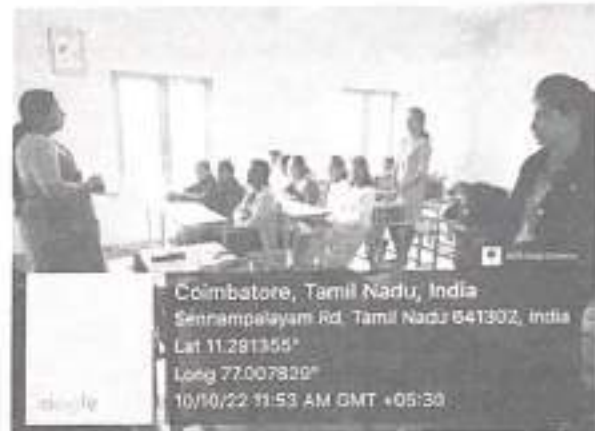 Coimbatore, Tamil Nadu, India
Sennampalayam Rd, Tamil Nadu 641302, India
Lat 11.281355°
Long 77.007829°
10/10/22 11:53 AM GMT +05:30